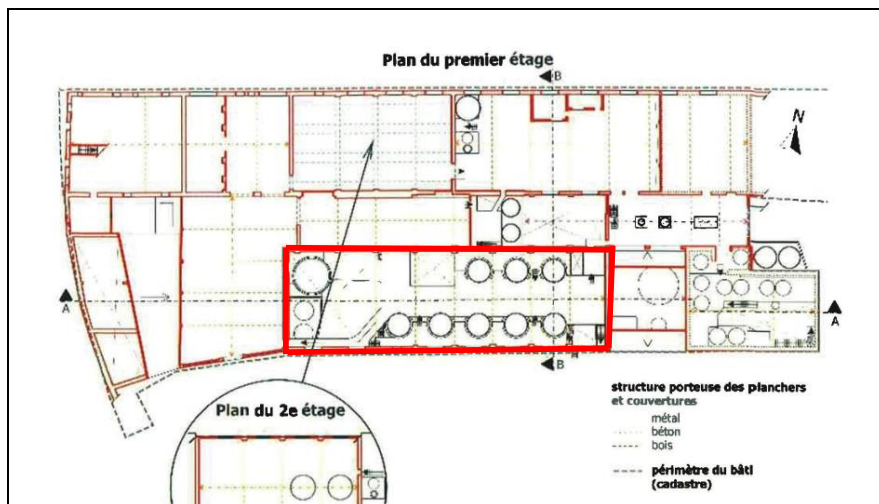 Plan du premier étage
B
N
A
A
B
Plan du 2e étage
structure porteuse des planchers
et couvertures
métal
béton
bois
périmètre du bâti
(cadastre)